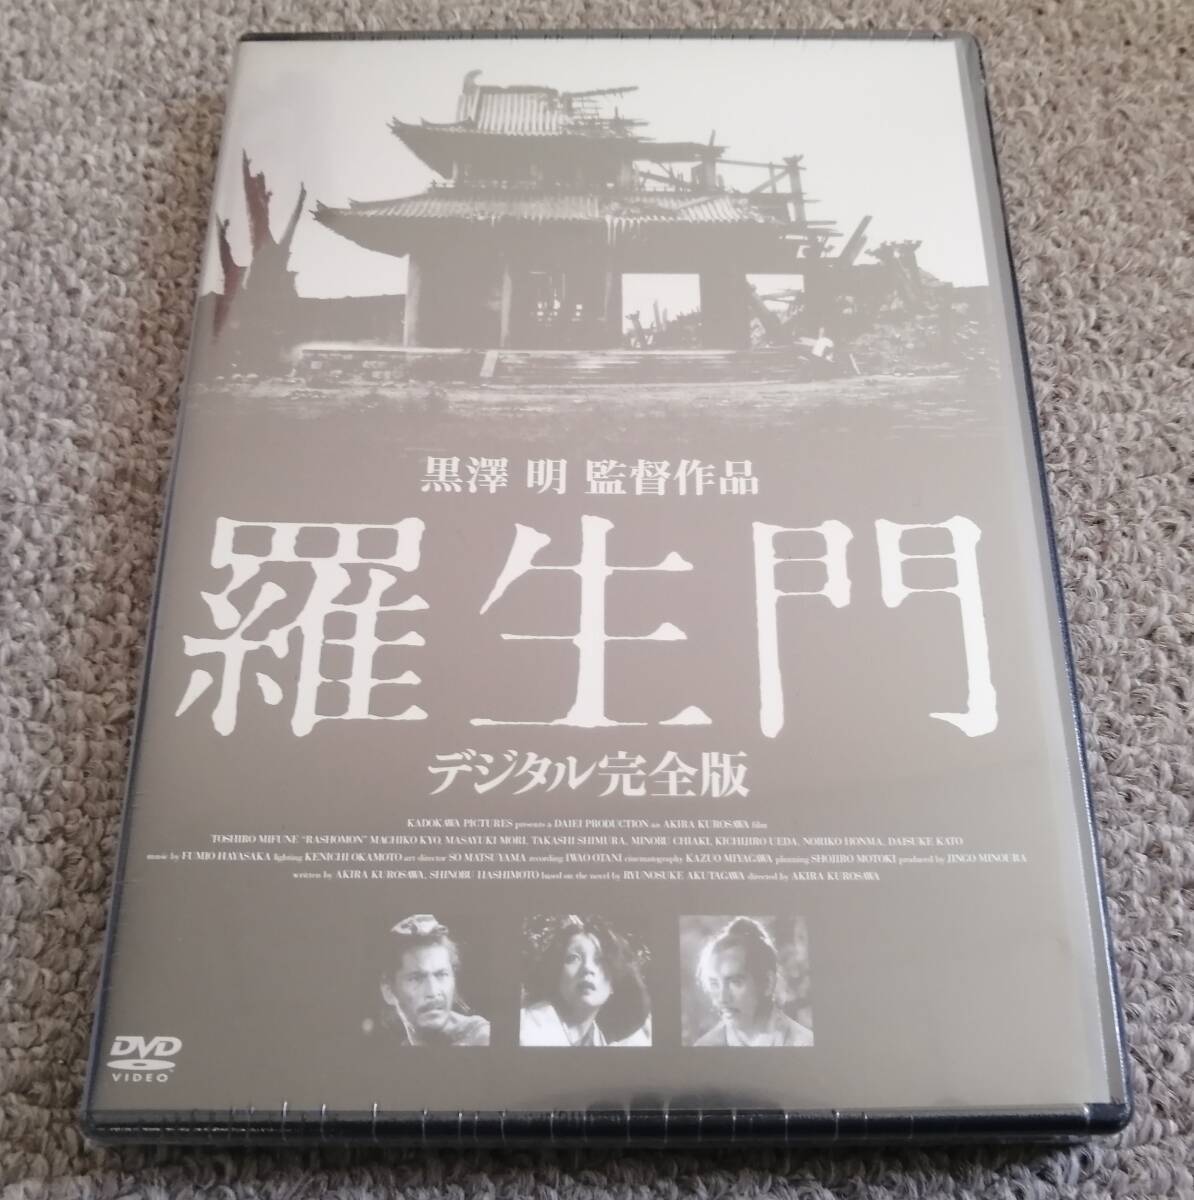 黒澤 明 監督作品
羅生門
デジタル完全版
KADOKAWA PICTURES presents a DAIEI PRODUCTION an AKIRA KUROSAWA film
TOSHIRO MIFUNE "RASHOMON" MACHIKO KYO, MASAYUKI MORI, TAKASHI SHIMURA, MINORU CHIAKI, KICHIJIRO UEDA, NORIKO HONMA, DAISUKE KATO
music by FUMIO HAYASAKA lighting KENICHI OKAMOTO art director SO MATSUYAMA recording IWAO OTANI cinematography KAZUO MIYAGAWA planning SHOJIRO MOTOKI produced by JINGO MINOURA
written by AKIRA KUROSAWA, SHINOBU HASHIMOTO based on the novel by RYUNOSUKE AKUTAGAWA directed by AKIRA KUROSAWA
DVD
VIDEO